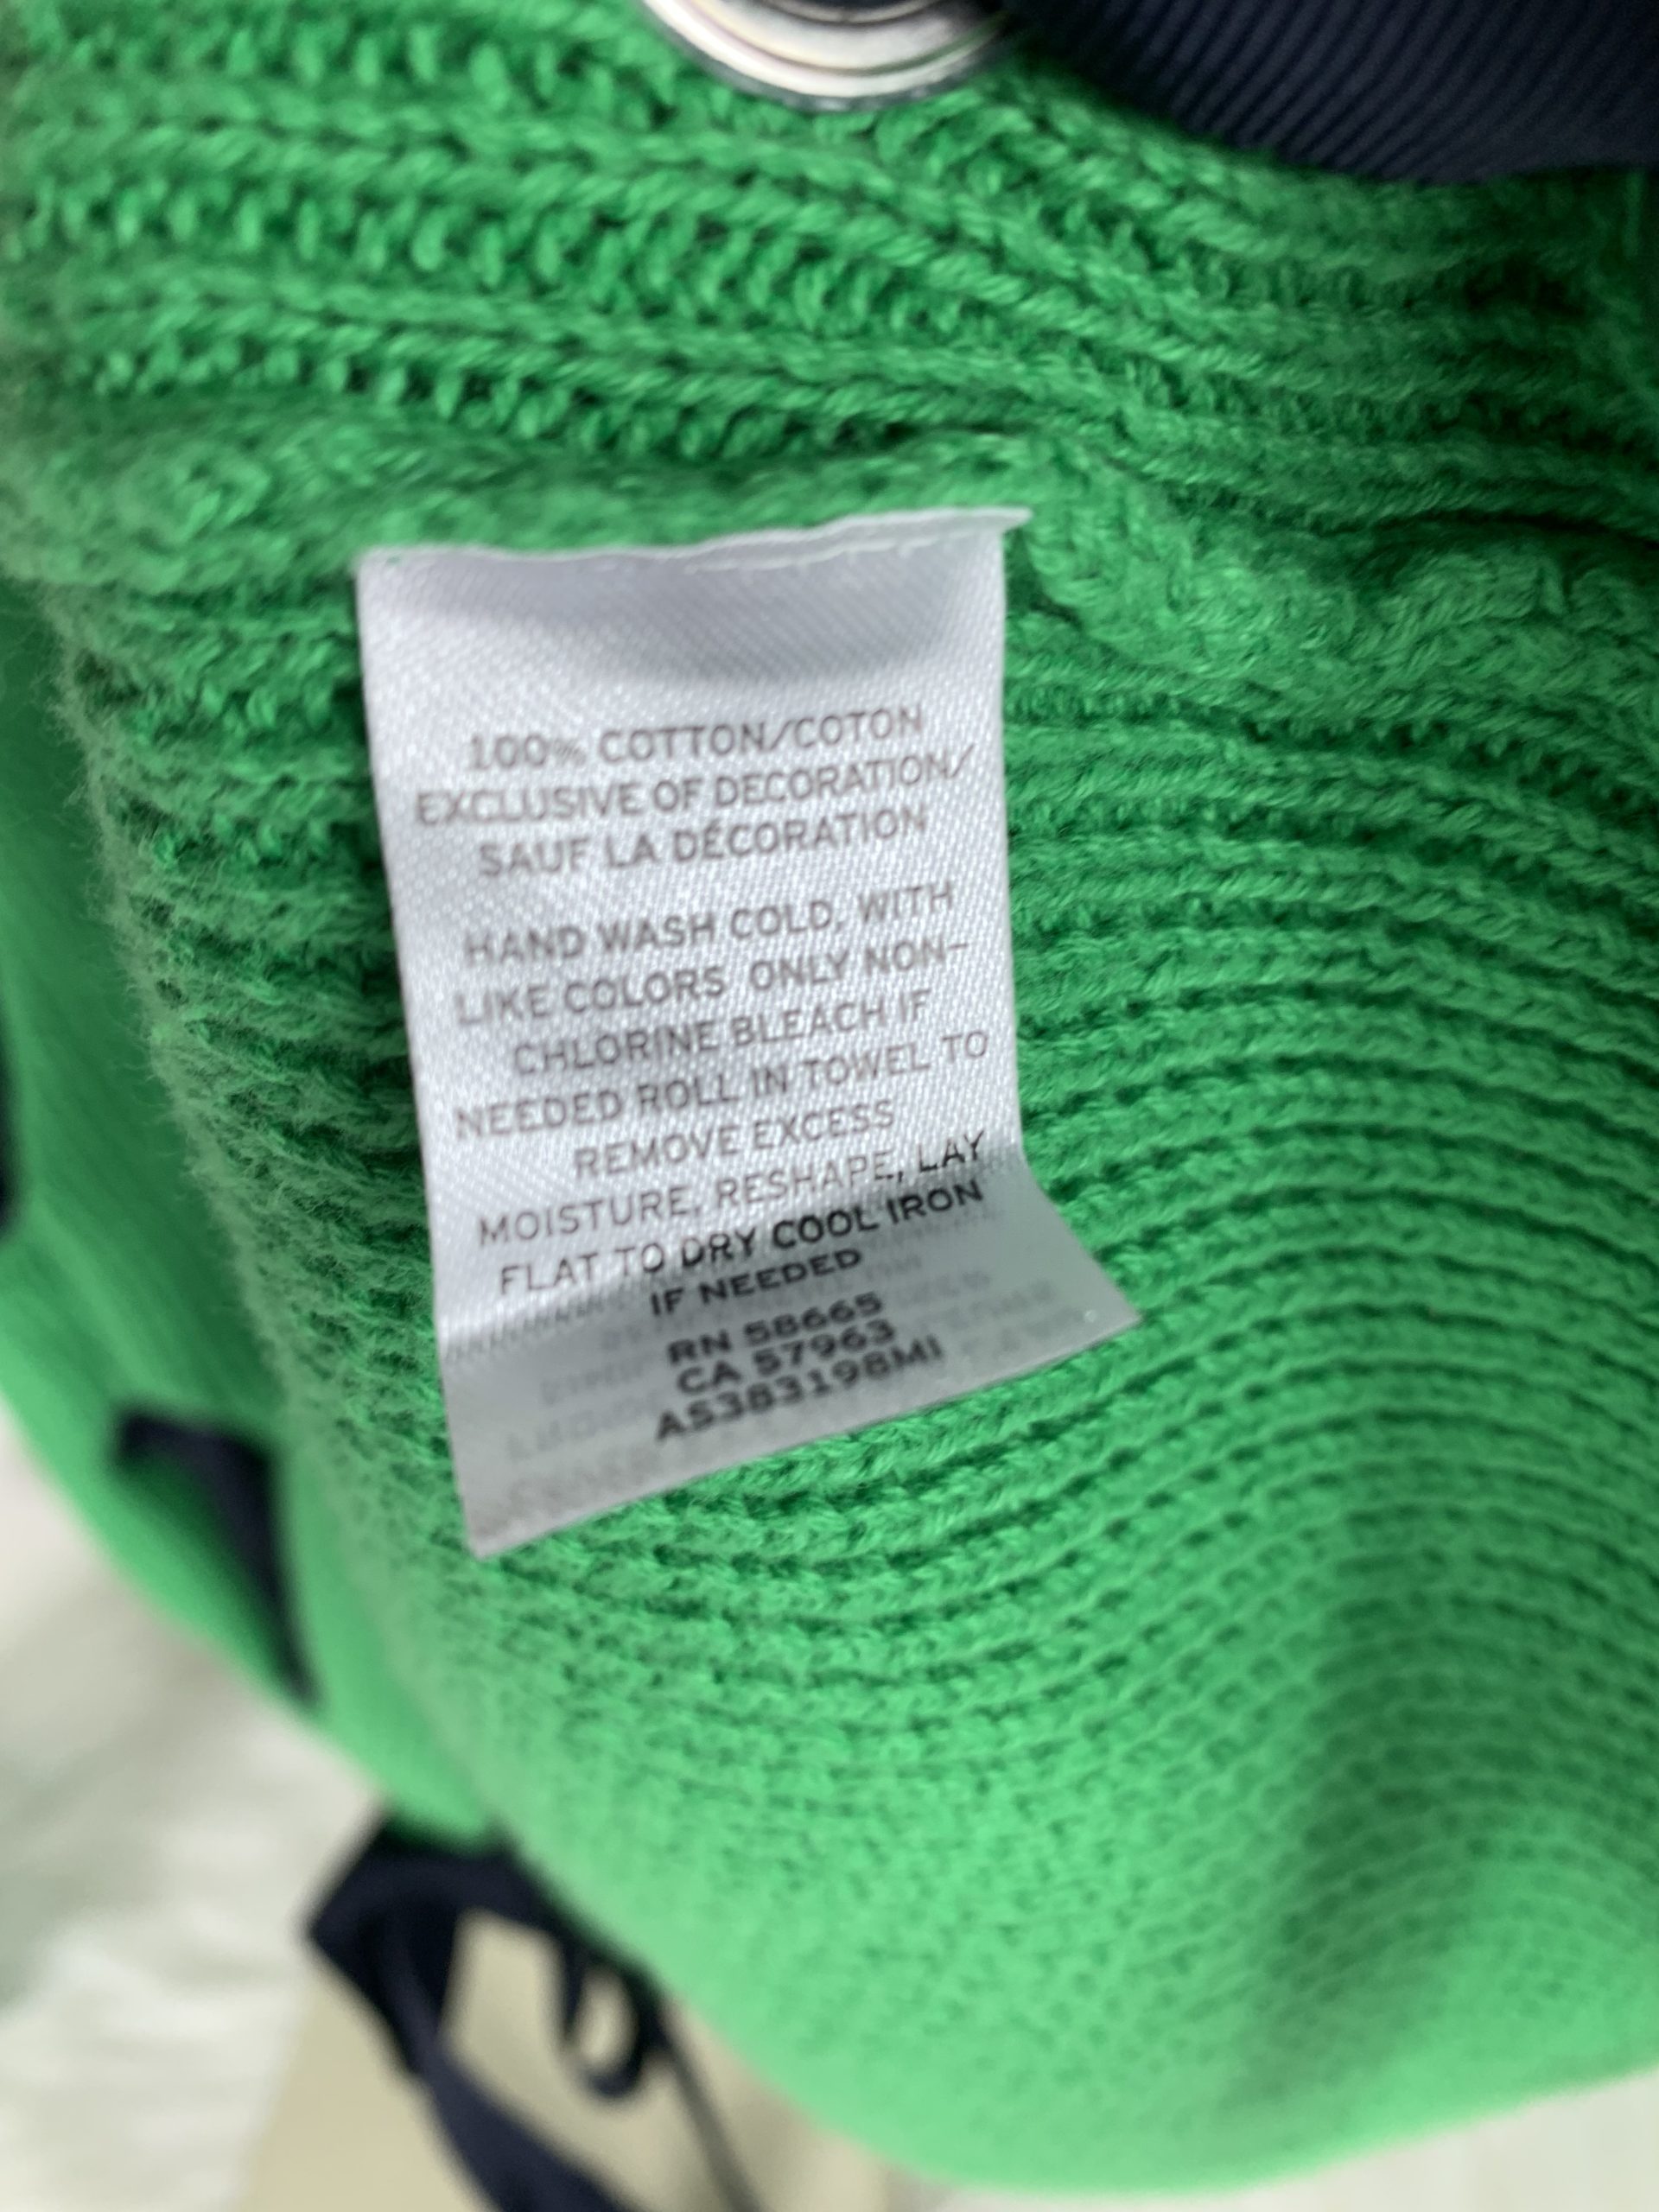 100% COTTON/COTON
EXCLUSIVE OF DECORATION/
SAUF LA DÉCORATION
HAND WASH COLD, WITH
LIKE COLORS ONLY NON-
CHLORINE BLEACH IF
NEEDED ROLL IN TOWEL TO
REMOVE EXCESS
MOISTURE, RESHAPE, LAY
FLAT TO DRY COOL IRON
IF NEEDED
RN 58665
CA 57963
AS383198MI